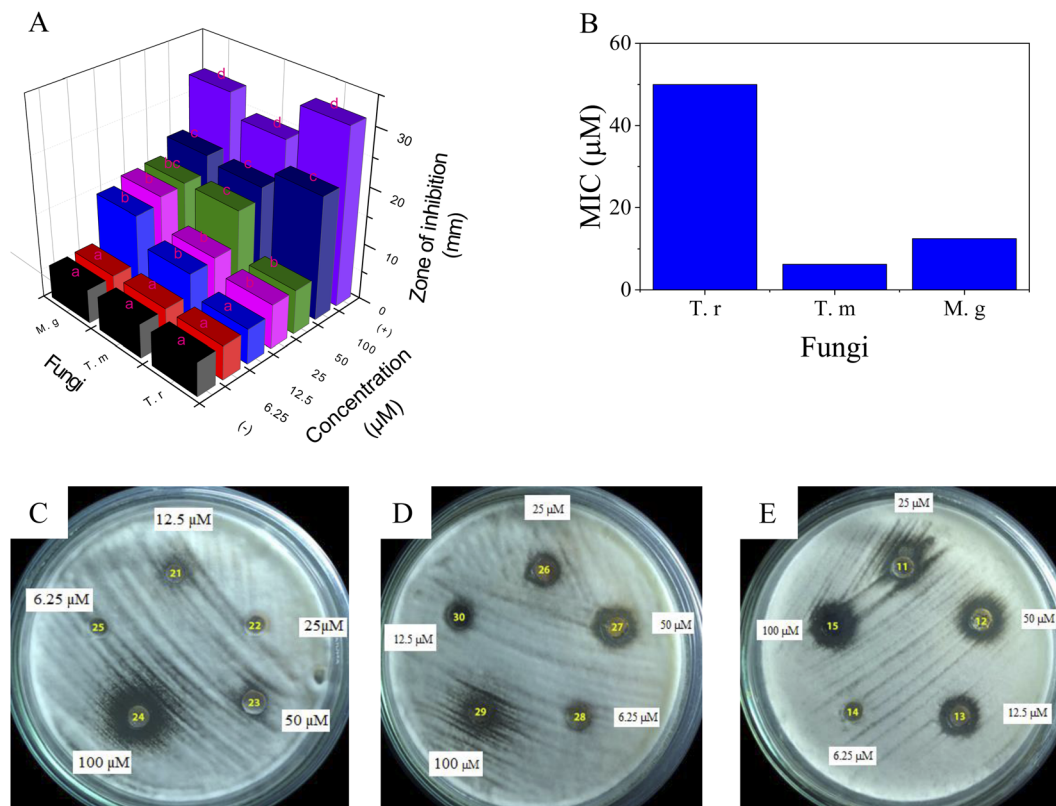 A
d
d
d
c
c
c
ac
c
a
b
b
b
a
a
a
a
a
a
a
a
30
20
10
0
Zone of inhibition
(mm)
M. g
T. m
T. r
Fungi
(-)
6.25
12.5
25
50
100
(+)
Concentration
(µM)
B
60
40
20
0
MIC (µM)
T. r
T. m
M. g
Fungi
C
12.5 µM
21
6.25 µM
25
22
25µM
23
50 µM
24
100 µM
D
25 µM
26
30
27
50 µM
12.5 µM
29
28
6.25 µM
100 µM
E
25 µM
11
15
12
50 µM
100 µM
14
13
12.5 µM
6.25 µM